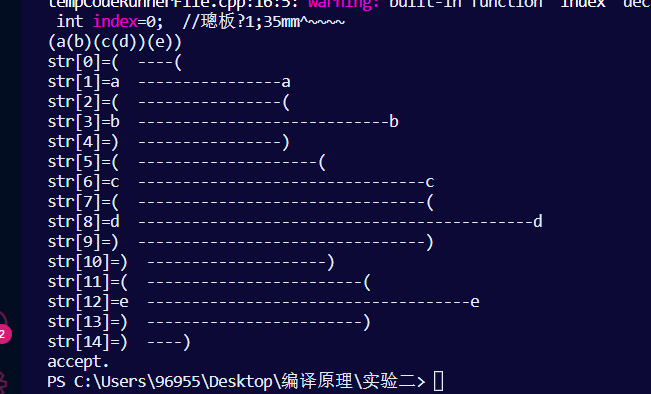 tempCodeRunnerFile.cpp:16:5: warning: built-in function 'index' dec
int index=0;  //璁板?1;35mm^~~~~
(a(b)(c(d))(e))
str[0]=(  ----(
str[1]=a  ----------------a
str[2]=(  ----------------(
str[3]=b  ----------------------------b
str[4]=)  ----------------)
str[5]=(  --------------------(
str[6]=c  --------------------------------c
str[7]=(  --------------------------------(
str[8]=d  --------------------------------------------d
str[9]=)  --------------------------------)
str[10]=)  --------------------)
str[11]=(  ------------------------(
str[12]=e  ------------------------------------e
str[13]=)  ------------------------)
str[14]=)  ----)
accept.
PS C:\Users\96955\Desktop\编译原理\实验二>
2